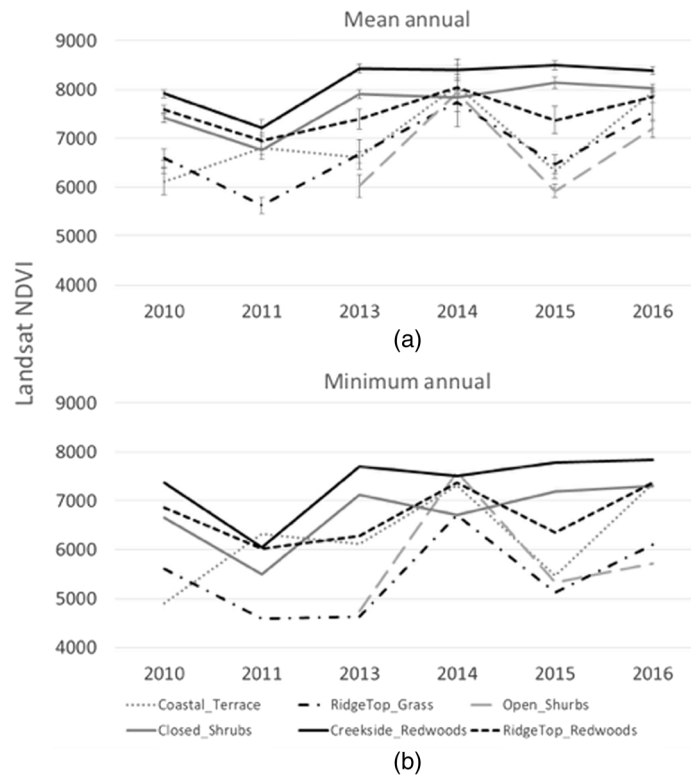 Mean annual
9000
8000
7000
6000
5000
4000
2010 2011 2013 2014 2015 2016
(a)
Landsat NDVI
Minimum annual
9000
8000
7000
6000
5000
4000
2010 2011 2013 2014 2015 2016
Coastal_Terrace RidgeTop_Grass Open_Shurbs
Closed_Shrubs Creekside_Redwoods RidgeTop_Redwoods
(b)